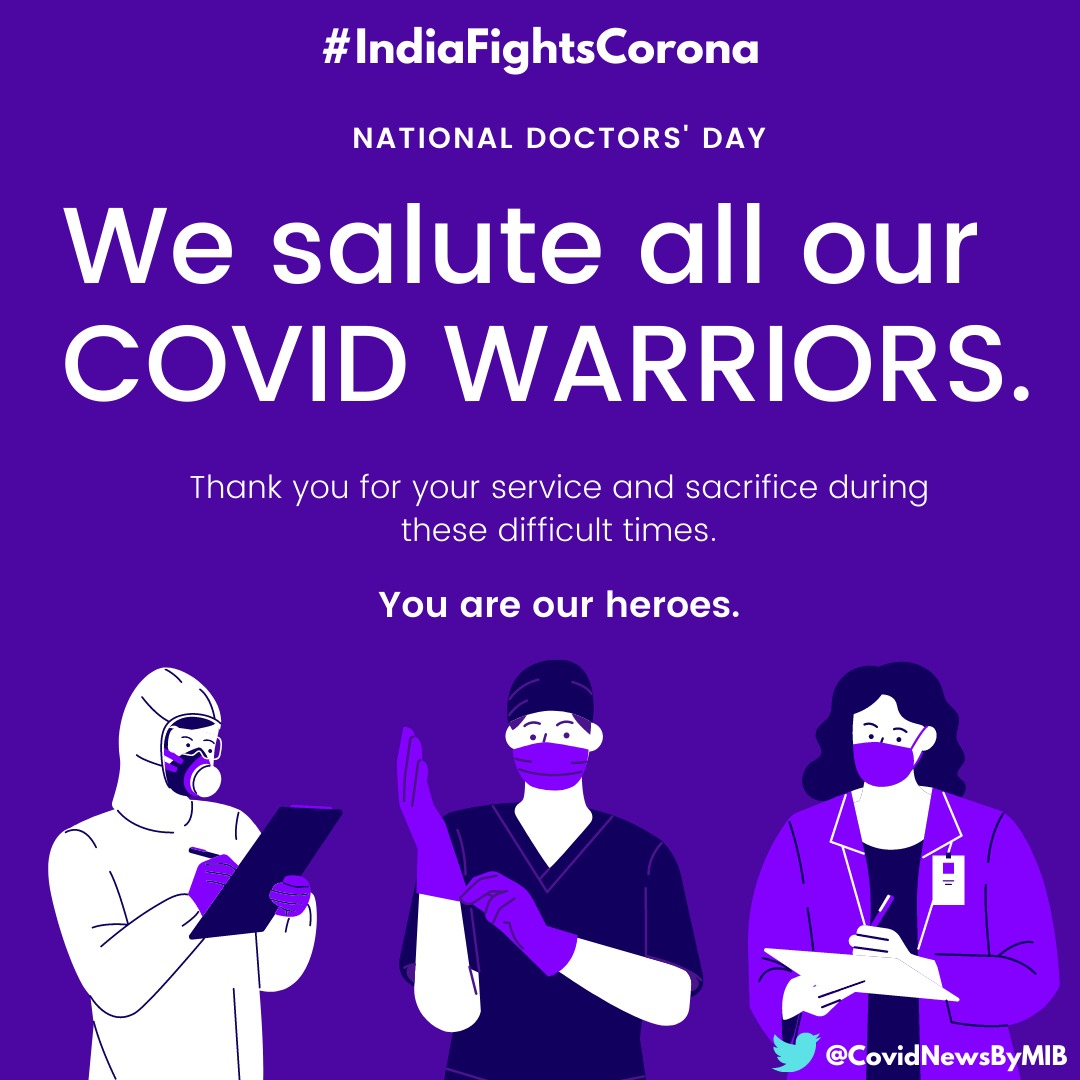 #IndiaFightsCorona
NATIONAL DOCTORS' DAY
We salute all our
COVID WARRIORS.
Thank you for your service and sacrifice during
these difficult times.
You are our heroes.
@CovidNewsByMIB